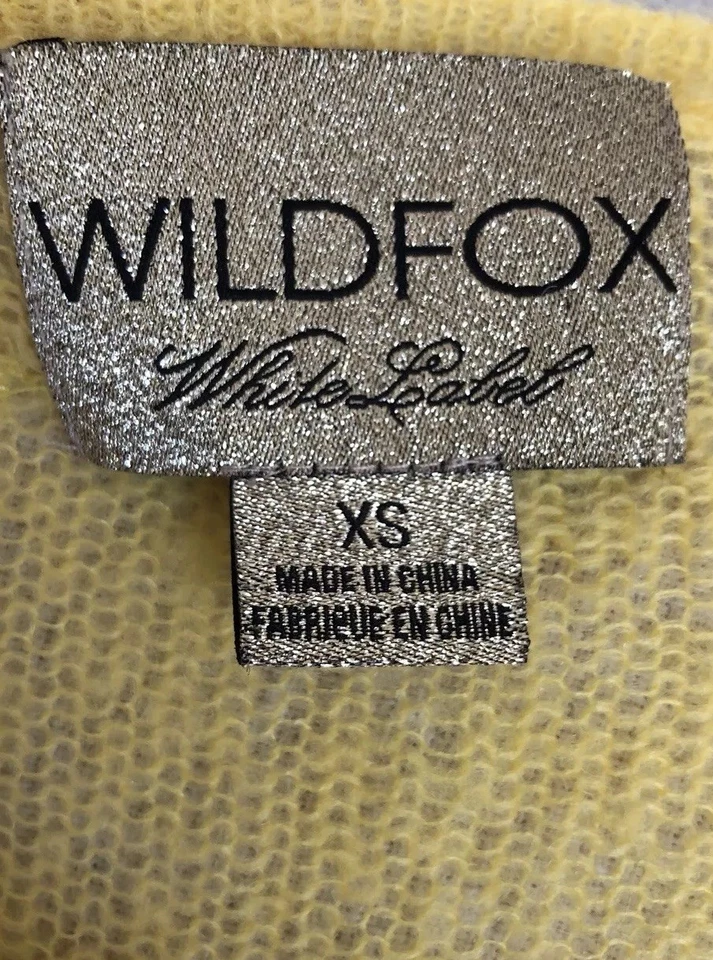 WILDFOX
White Label
XS
MADE IN CHINA
FABRIQUE EN CHINE